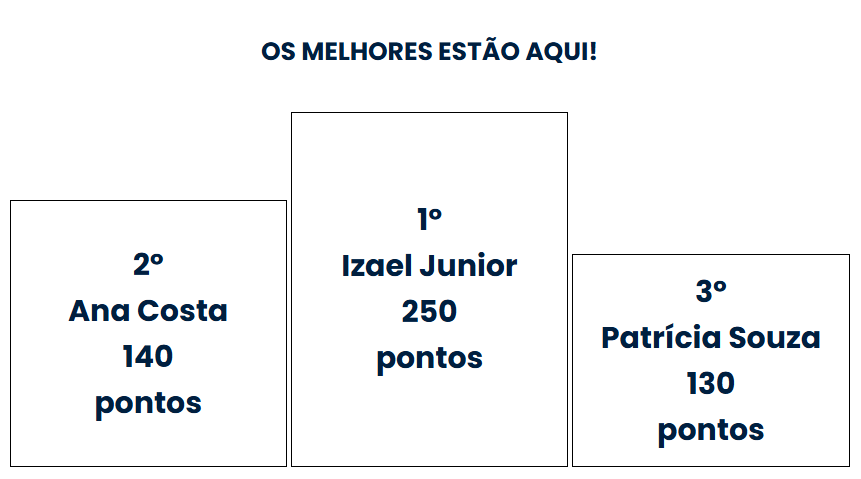 OS MELHORES ESTÃO AQUI!
2º
Ana Costa
140
pontos
1º
Izael Junior
250
pontos
3º
Patrícia Souza
130
pontos